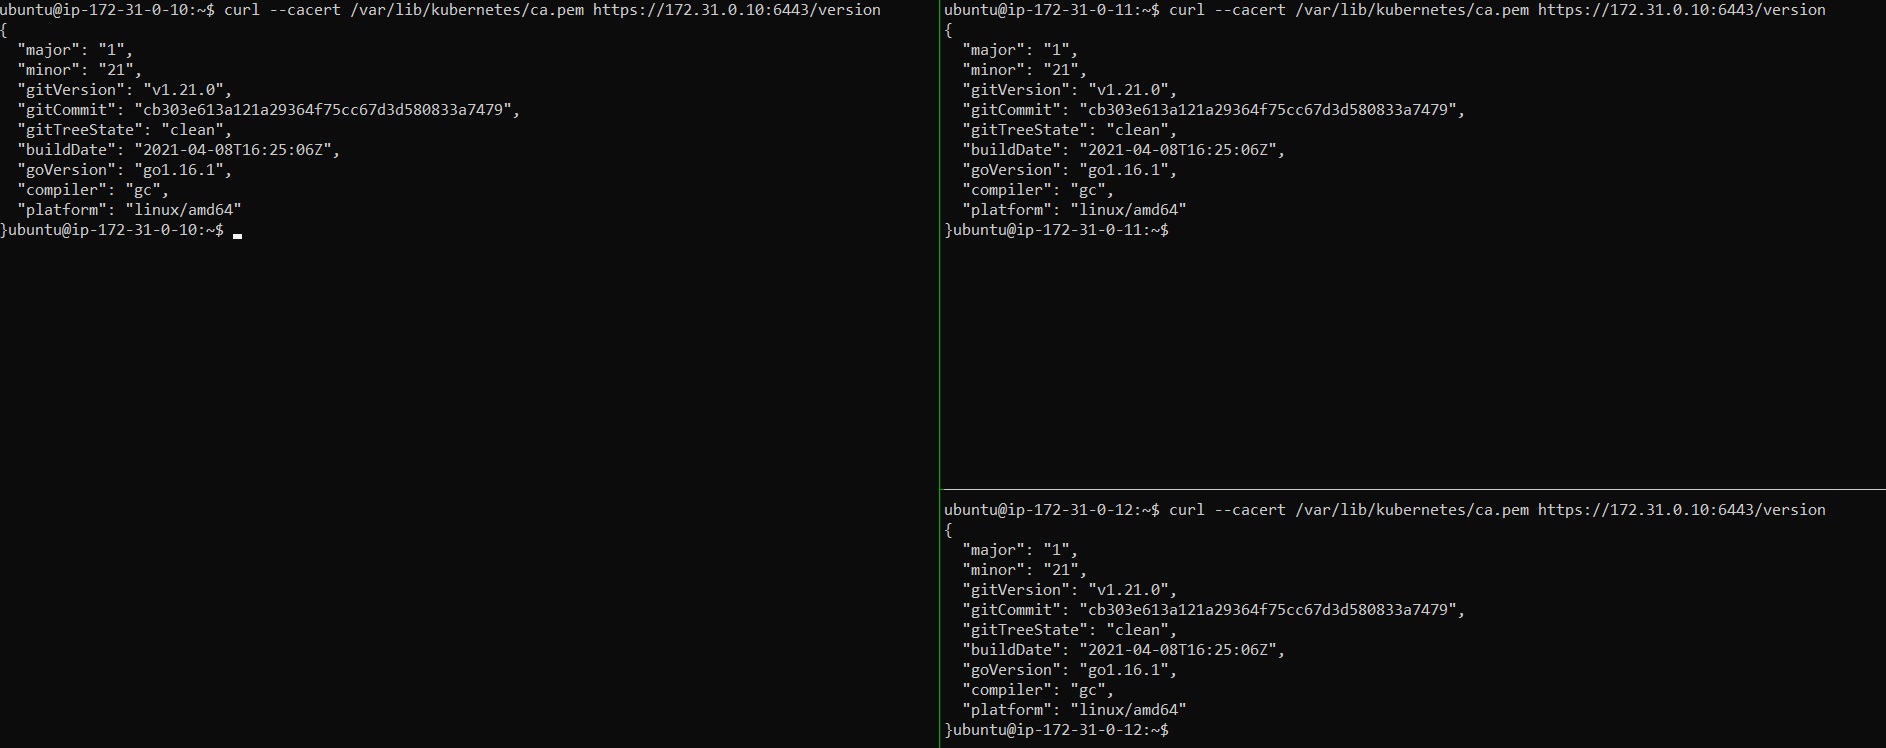 ubuntu@ip-172-31-0-10:~$ curl --cacert /var/lib/kubernetes/ca.pem https://172.31.0.10:6443/version
{
  "major": "1",
  "minor": "21",
  "gitVersion": "v1.21.0",
  "gitCommit": "cb303e613a121a29364f75cc67d3d580833a7479",
  "gitTreeState": "clean",
  "buildDate": "2021-04-08T16:25:06Z",
  "goVersion": "go1.16.1",
  "compiler": "gc",
  "platform": "linux/amd64"
}ubuntu@ip-172-31-0-10:~$
ubuntu@ip-172-31-0-11:~$ curl --cacert /var/lib/kubernetes/ca.pem https://172.31.0.10:6443/version
{
  "major": "1",
  "minor": "21",
  "gitVersion": "v1.21.0",
  "gitCommit": "cb303e613a121a29364f75cc67d3d580833a7479",
  "gitTreeState": "clean",
  "buildDate": "2021-04-08T16:25:06Z",
  "goVersion": "go1.16.1",
  "compiler": "gc",
  "platform": "linux/amd64"
}ubuntu@ip-172-31-0-11:~$
ubuntu@ip-172-31-0-12:~$ curl --cacert /var/lib/kubernetes/ca.pem https://172.31.0.10:6443/version
{
  "major": "1",
  "minor": "21",
  "gitVersion": "v1.21.0",
  "gitCommit": "cb303e613a121a29364f75cc67d3d580833a7479",
  "gitTreeState": "clean",
  "buildDate": "2021-04-08T16:25:06Z",
  "goVersion": "go1.16.1",
  "compiler": "gc",
  "platform": "linux/amd64"
}ubuntu@ip-172-31-0-12:~$